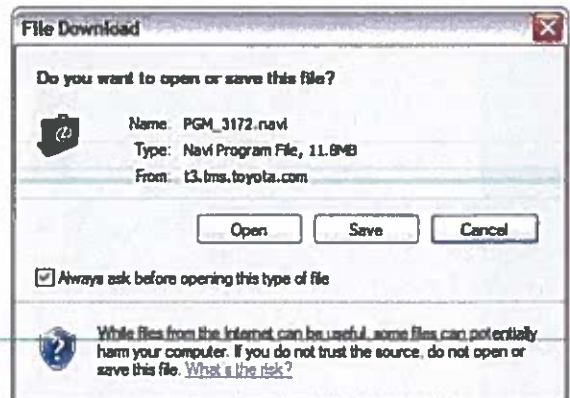 File Download
Do you want to open or save this file?
Name: PGM_3172.navi
Type: Navi Program File, 11.8MB
From: t3.tms.toyota.com
Open Save Cancel
Always ask before opening this type of file
While files from the Internet can be useful, some files can potentially
harm your computer. If you do not trust the source, do not open or
save this file. What's the risk?